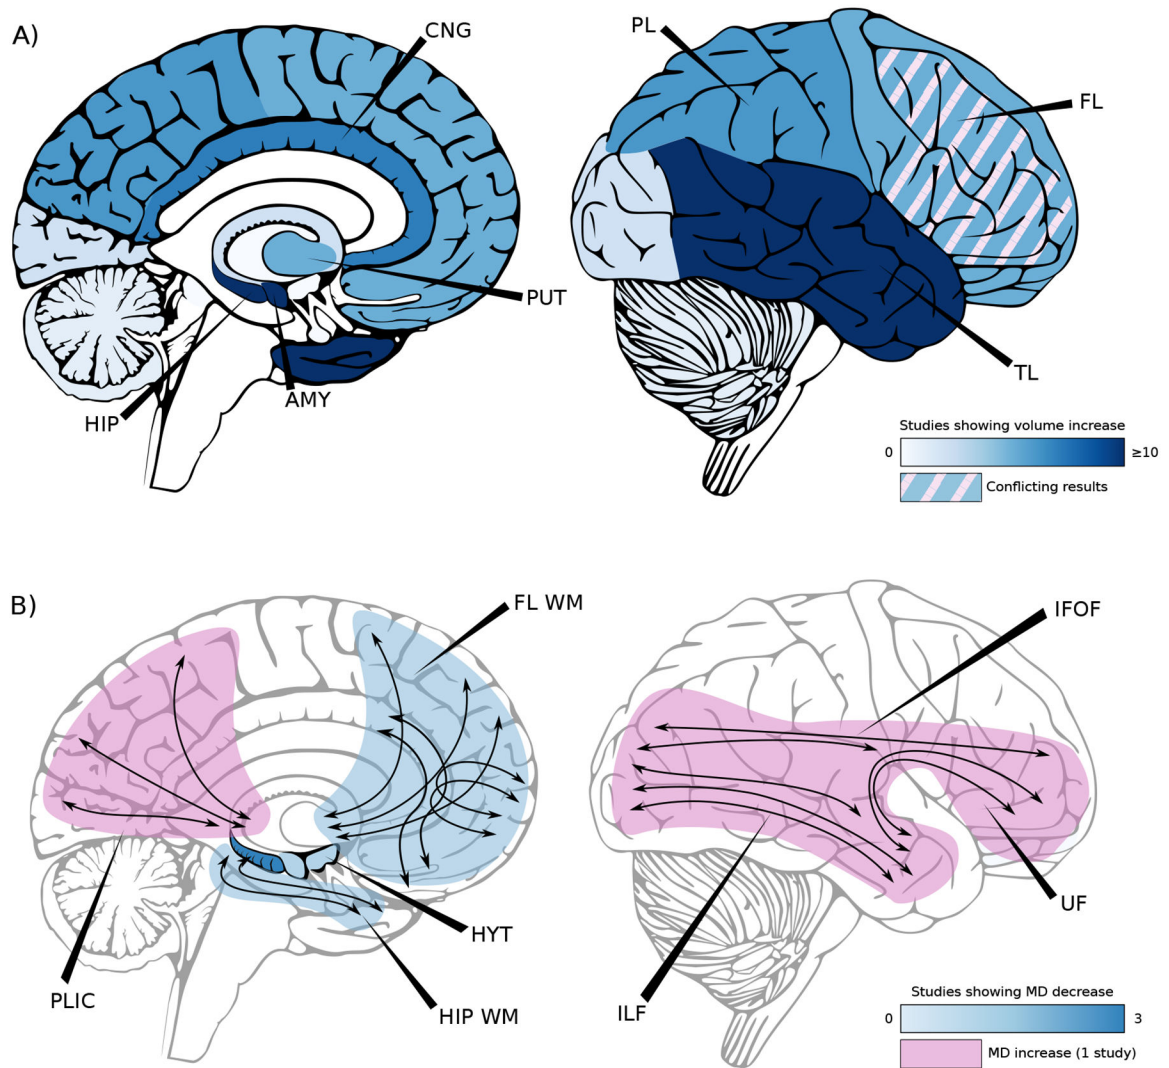 A)
CNG
PUT
AMY
HIP
PL
FL
TL
Studies showing volume increase
0 ≥10
Conflicting results
B)
FL WM
HYT
PLIC
HIP WM
IFOF
UF
ILF
Studies showing MD decrease
0 3
MD increase (1 study)